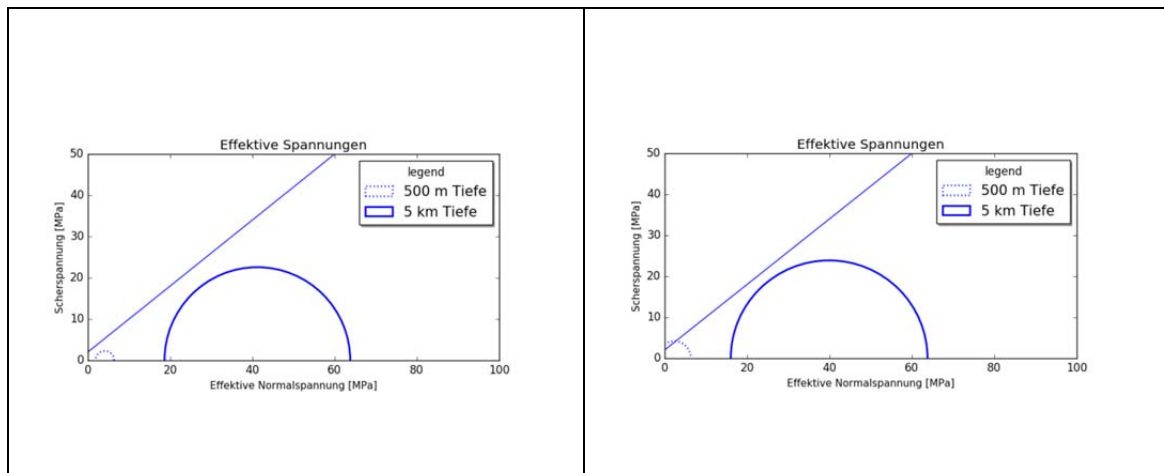 Effektive Spannungen
50
40
30
20
10
0
Scherspannung [MPa]
legend
500 m Tiefe
5 km Tiefe
0 20 40 60 80 100
Effektive Normalspannung [MPa]
Effektive Spannungen
50
40
30
20
10
0
Scherspannung [MPa]
legend
500 m Tiefe
5 km Tiefe
0 20 40 60 80 100
Effektive Normalspannung [MPa]